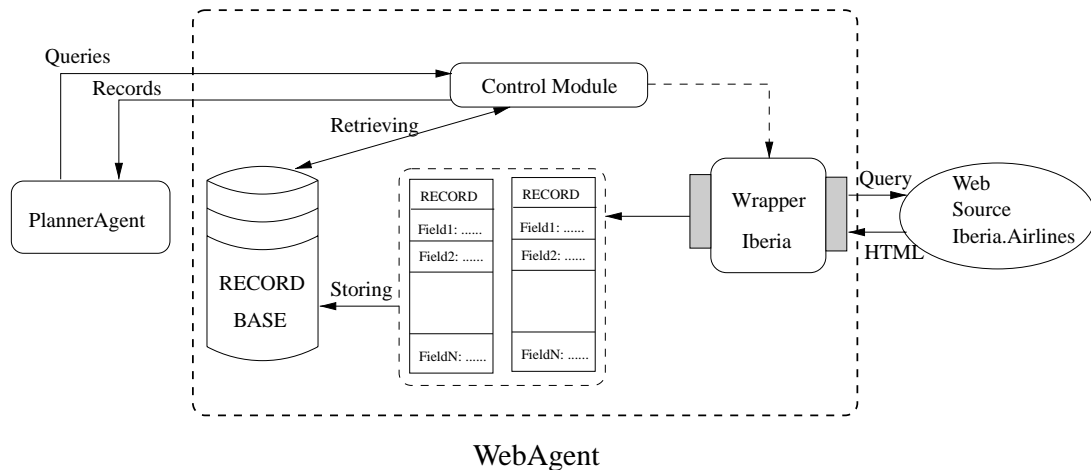 Queries
Records
Control Module
Retrieving
PlannerAgent
RECORD
BASE
Storing
RECORD
Field1: ......
Field2: ......
FieldN: ......
RECORD
Field1: ......
Field2: ......
FieldN: ......
Wrapper
Iberia
Query
HTML
Web
Source
Iberia.Airlines
WebAgent